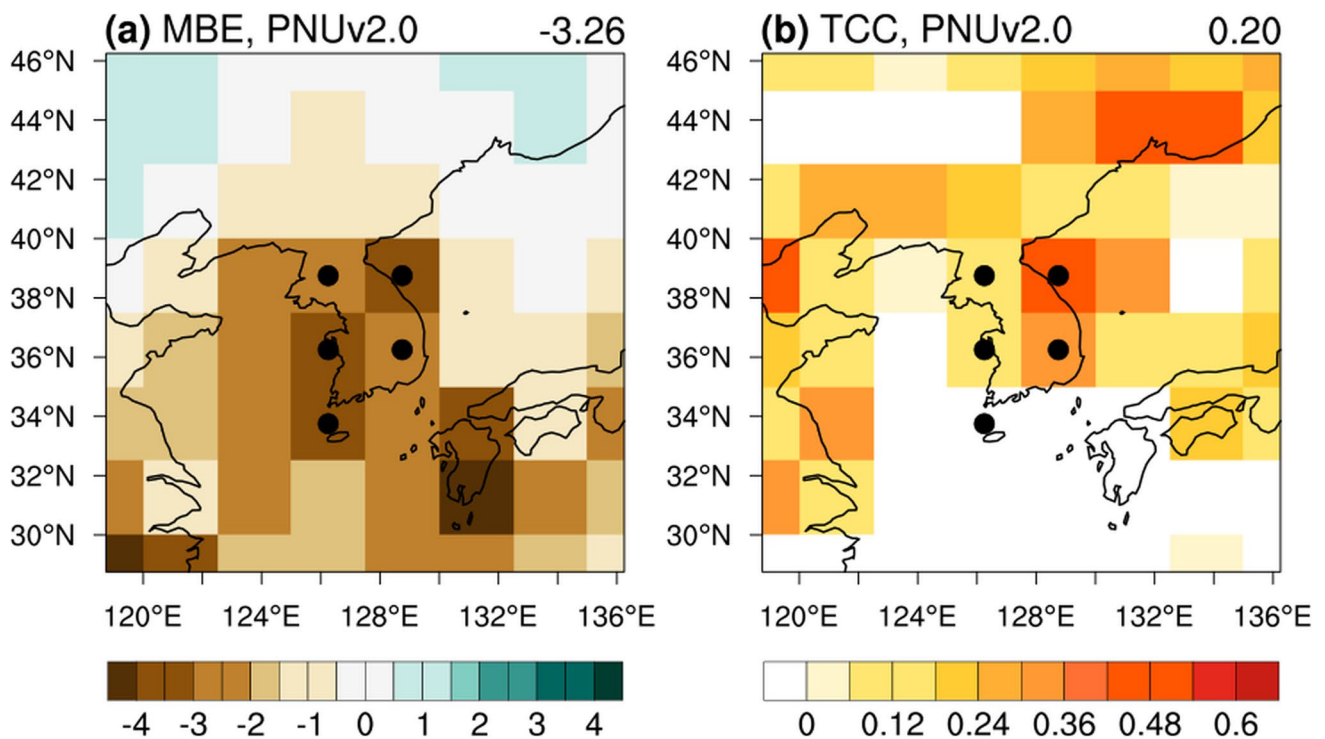 (a) MBE, PNUv2.0 -3.26
46°N
44°N
42°N
40°N
38°N
36°N
34°N
32°N
30°N
120°E 124°E 128°E 132°E 136°E
-4 -3 -2 -1 0 1 2 3 4
(b) TCC, PNUv2.0 0.20
46°N
44°N
42°N
40°N
38°N
36°N
34°N
32°N
30°N
120°E 124°E 128°E 132°E 136°E
0 0.12 0.24 0.36 0.48 0.6